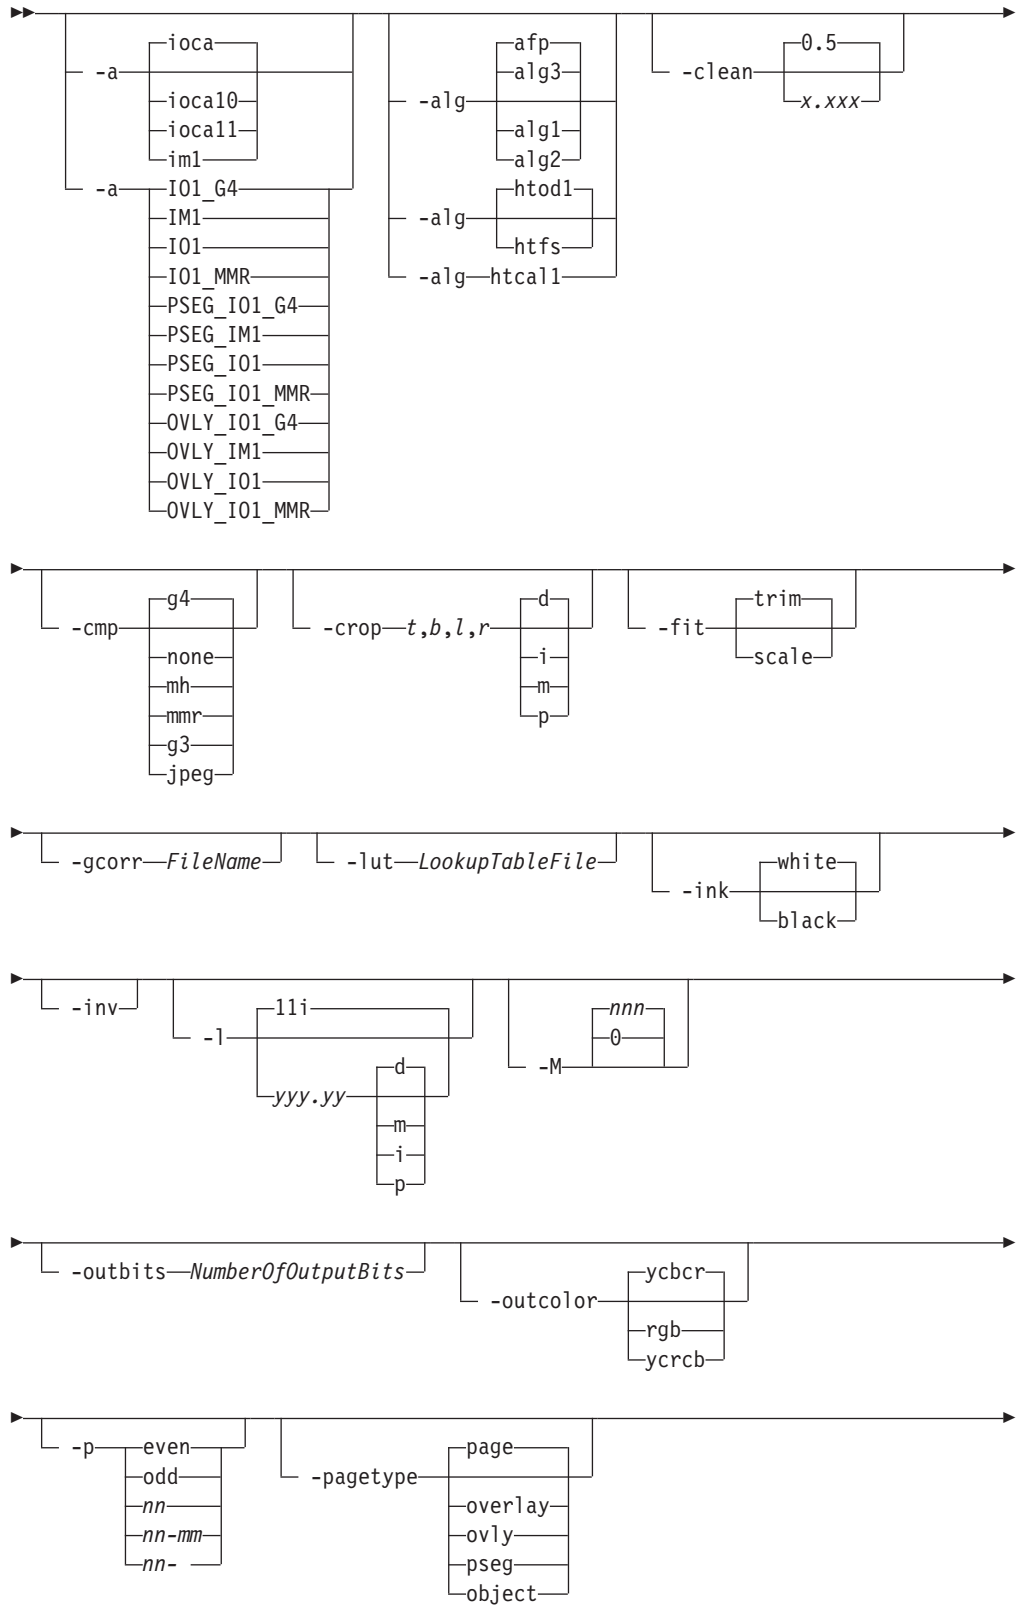 ioca afp 0.5
-a alg3 -clean
ioca10 -alg x.xxx
ioca11 alg1
im1 alg2
-a IO1_G4 htod1
IM1 -alg
IO1 htfs
IO1_MMR -alg htcal1
PSEG_IO1_G4
PSEG_IM1
PSEG_IO1
PSEG_IO1_MMR
OVLY_IO1_G4
OVLY_IM1
OVLY_IO1
OVLY_IO1_MMR
g4 d trim
-cmp -crop t,b,l,r -fit
none i scale
mh m
mmr p
g3
jpeg
-gcorr FileName -lut LookupTableFile white
-ink
black
-inv 11i nnn
-l 0
d -M
yyy.yy
m
i
p
-outbits NumberOfOutputBits ycbcr
-outcolor
rgb
ycrcb
-p even page
odd -pagetype
nn overlay
nn-mm ovly
nn- pseg
object